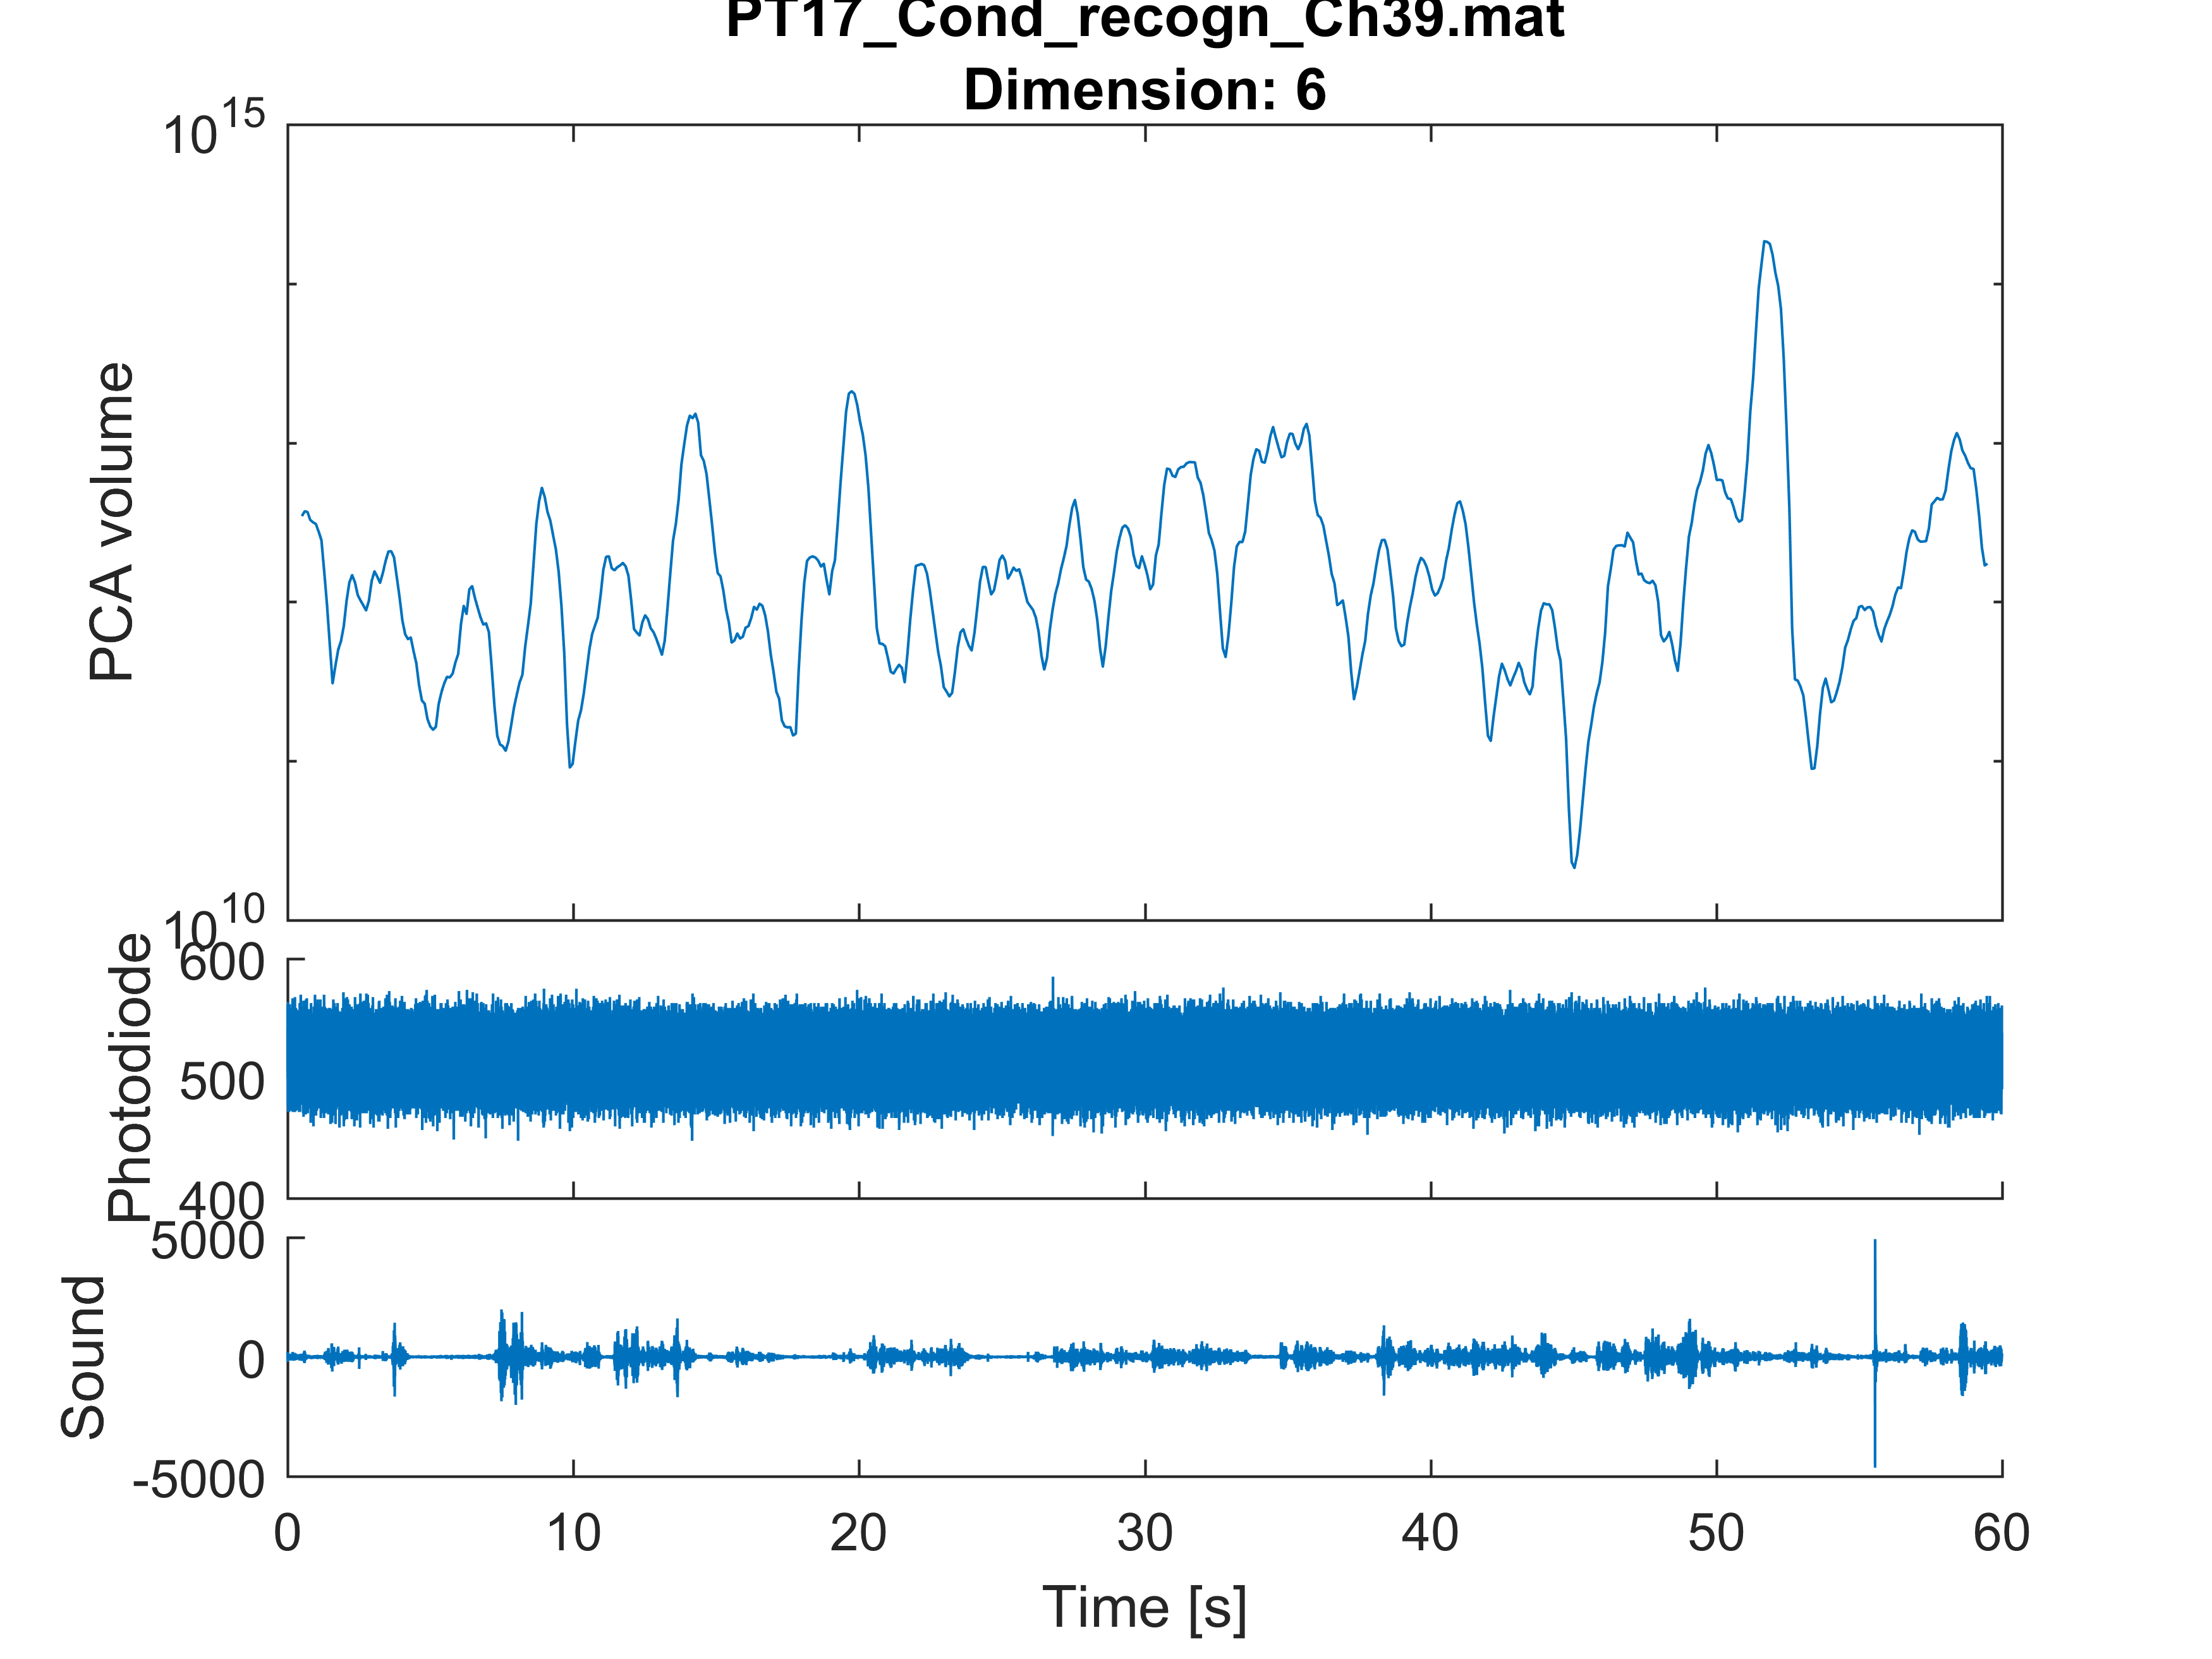 PT17_Cond_recogn_Ch39.mat
Dimension: 6
10^15
PCA volume
10^10
600
Photodiode
500
400
5000
Sound
0
-5000
0 10 20 30 40 50 60
Time [s]